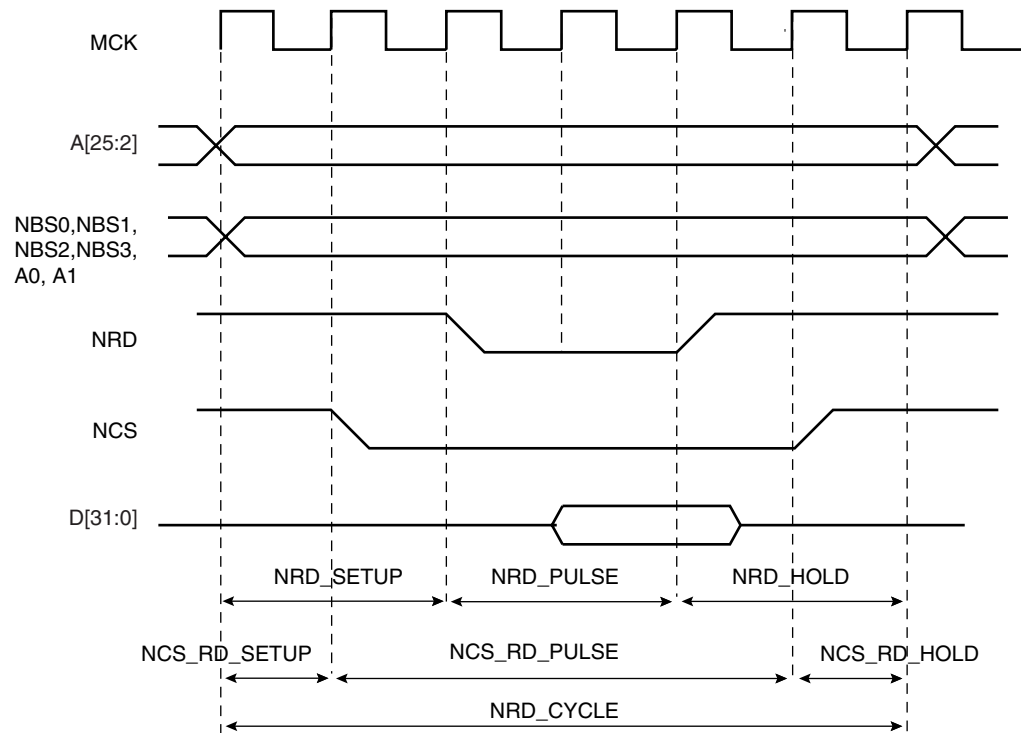 MCK
A[25:2]
NBS0,NBS1,
NBS2,NBS3,
A0, A1
NRD
NCS
D[31:0]
NRD_SETUP
NRD_PULSE
NRD_HOLD
NCS_RD_SETUP
NCS_RD_PULSE
NCS_RD_HOLD
NRD_CYCLE